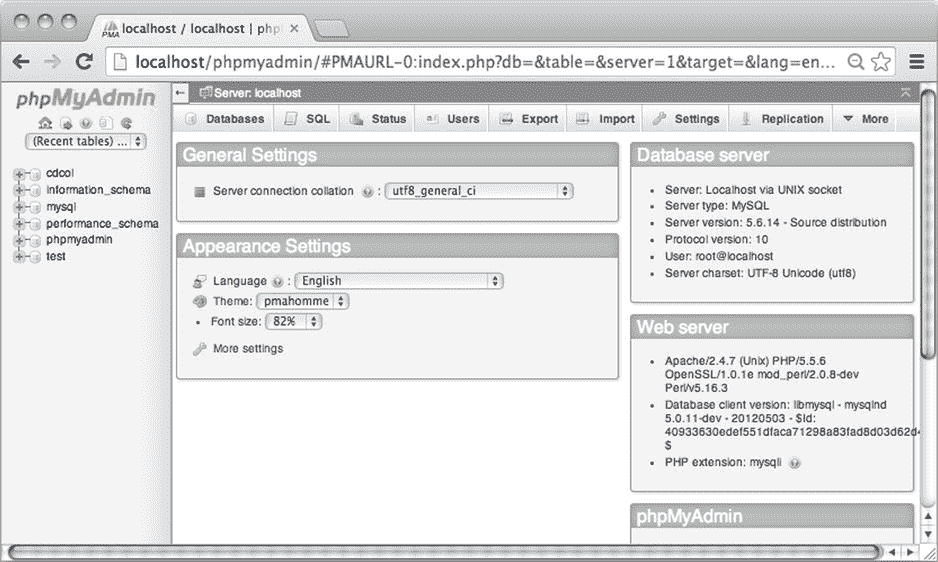 PMA localhost / localhost | php
localhost/phpmyadmin/#PMAURL-0:index.php?db=&table=&server=1&target=&lang=en...
phpMyAdmin
(Recent tables) ...
cdcol
information_schema
mysql
performance_schema
phpmyadmin
test
Server: localhost
Databases SQL Status Users Export Import Settings Replication More
General Settings
Server connection collation : utf8_general_ci
Appearance Settings
Language : English
Theme: pmahomme
• Font size: 82%
More settings
Database server
• Server: Localhost via UNIX socket
• Server type: MySQL
• Server version: 5.6.14 - Source distribution
• Protocol version: 10
• User: root@localhost
• Server charset: UTF-8 Unicode (utf8)
Web server
• Apache/2.4.7 (Unix) PHP/5.5.6
OpenSSL/1.0.1e mod_perl/2.0.8-dev
Perl/v5.16.3
• Database client version: libmysql - mysqlnd
5.0.11-dev - 20120503 - $Id:
40933630edef551dfaca71298a83fad8d03d62d4
$
• PHP extension: mysqli
phpMyAdmin